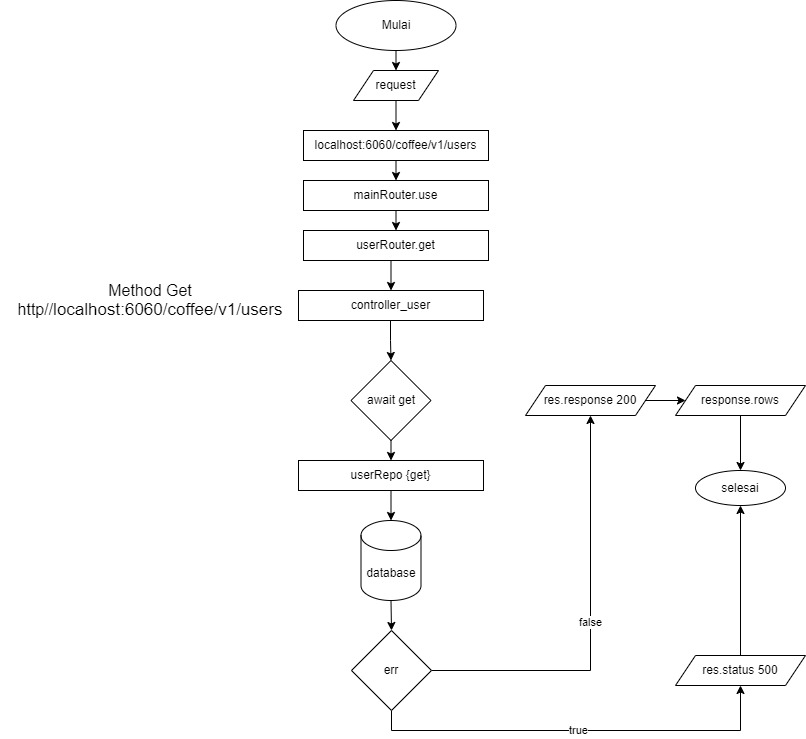 Mulai
request
localhost:6060/coffee/v1/users
mainRouter.use
userRouter.get
Method Get
http//localhost:6060/coffee/v1/users
controller_user
await get
res.response 200
response.rows
userRepo {get}
selesai
database
false
err
res.status 500
true